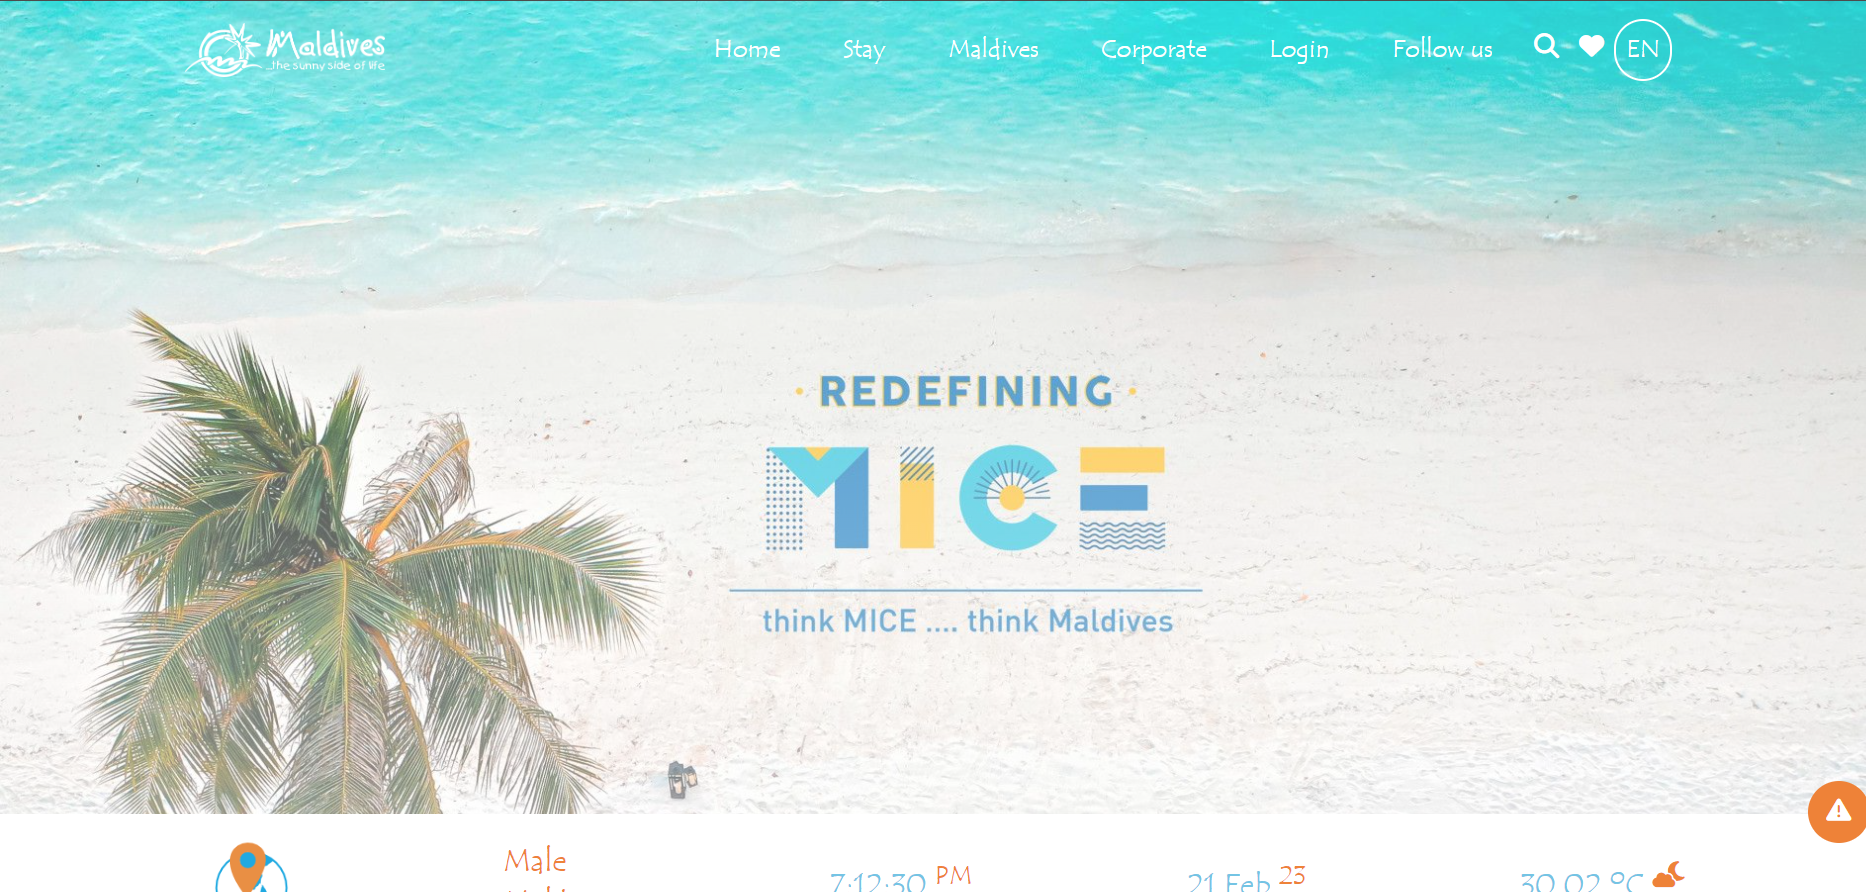 Maldives
...the sunny side of life
Home Stay Maldives Corporate Login Follow us EN
REDEFINING
MICE
think MICE .... think Maldives
Male
7:12:30 PM
21 Feb 23
30.02 ºC